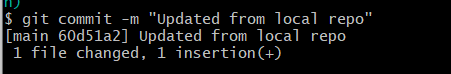 $ git commit -m "Updated from local repo"
[main 60d51a2] Updated from local repo
 1 file changed, 1 insertion(+)